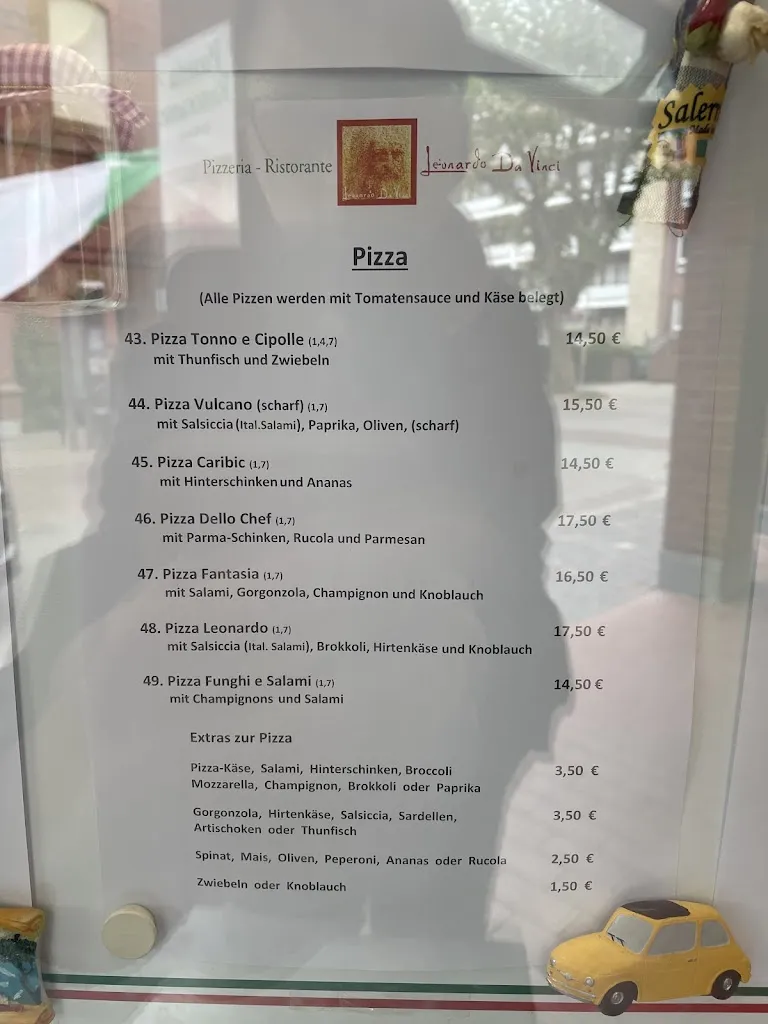 Pizzeria - Ristorante Leonardo Da Vinci
Leonardo Da Vinci
Pizza
(Alle Pizzen werden mit Tomatensauce und Käse belegt)
43. Pizza Tonno e Cipolle (1,4,7) 14,50 €
mit Thunfisch und Zwiebeln
44. Pizza Vulcano (scharf) (1,7) 15,50 €
mit Salsiccia (Ital.Salami), Paprika, Oliven, (scharf)
45. Pizza Caribic (1,7) 14,50 €
mit Hinterschinken und Ananas
46. Pizza Dello Chef (1,7) 17,50 €
mit Parma-Schinken, Rucola und Parmesan
47. Pizza Fantasia (1,7) 16,50 €
mit Salami, Gorgonzola, Champignon und Knoblauch
48. Pizza Leonardo (1,7) 17,50 €
mit Salsiccia (Ital. Salami), Brokkoli, Hirtenkäse und Knoblauch
49. Pizza Funghi e Salami (1,7) 14,50 €
mit Champignons und Salami
Extras zur Pizza
Pizza-Käse, Salami, Hinterschinken, Broccoli 3,50 €
Mozzarella, Champignon, Brokkoli oder Paprika
Gorgonzola, Hirtenkäse, Salsiccia, Sardellen, 3,50 €
Artischoken oder Thunfisch
Spinat, Mais, Oliven, Peperoni, Ananas oder Rucola 2,50 €
Zwiebeln oder Knoblauch 1,50 €